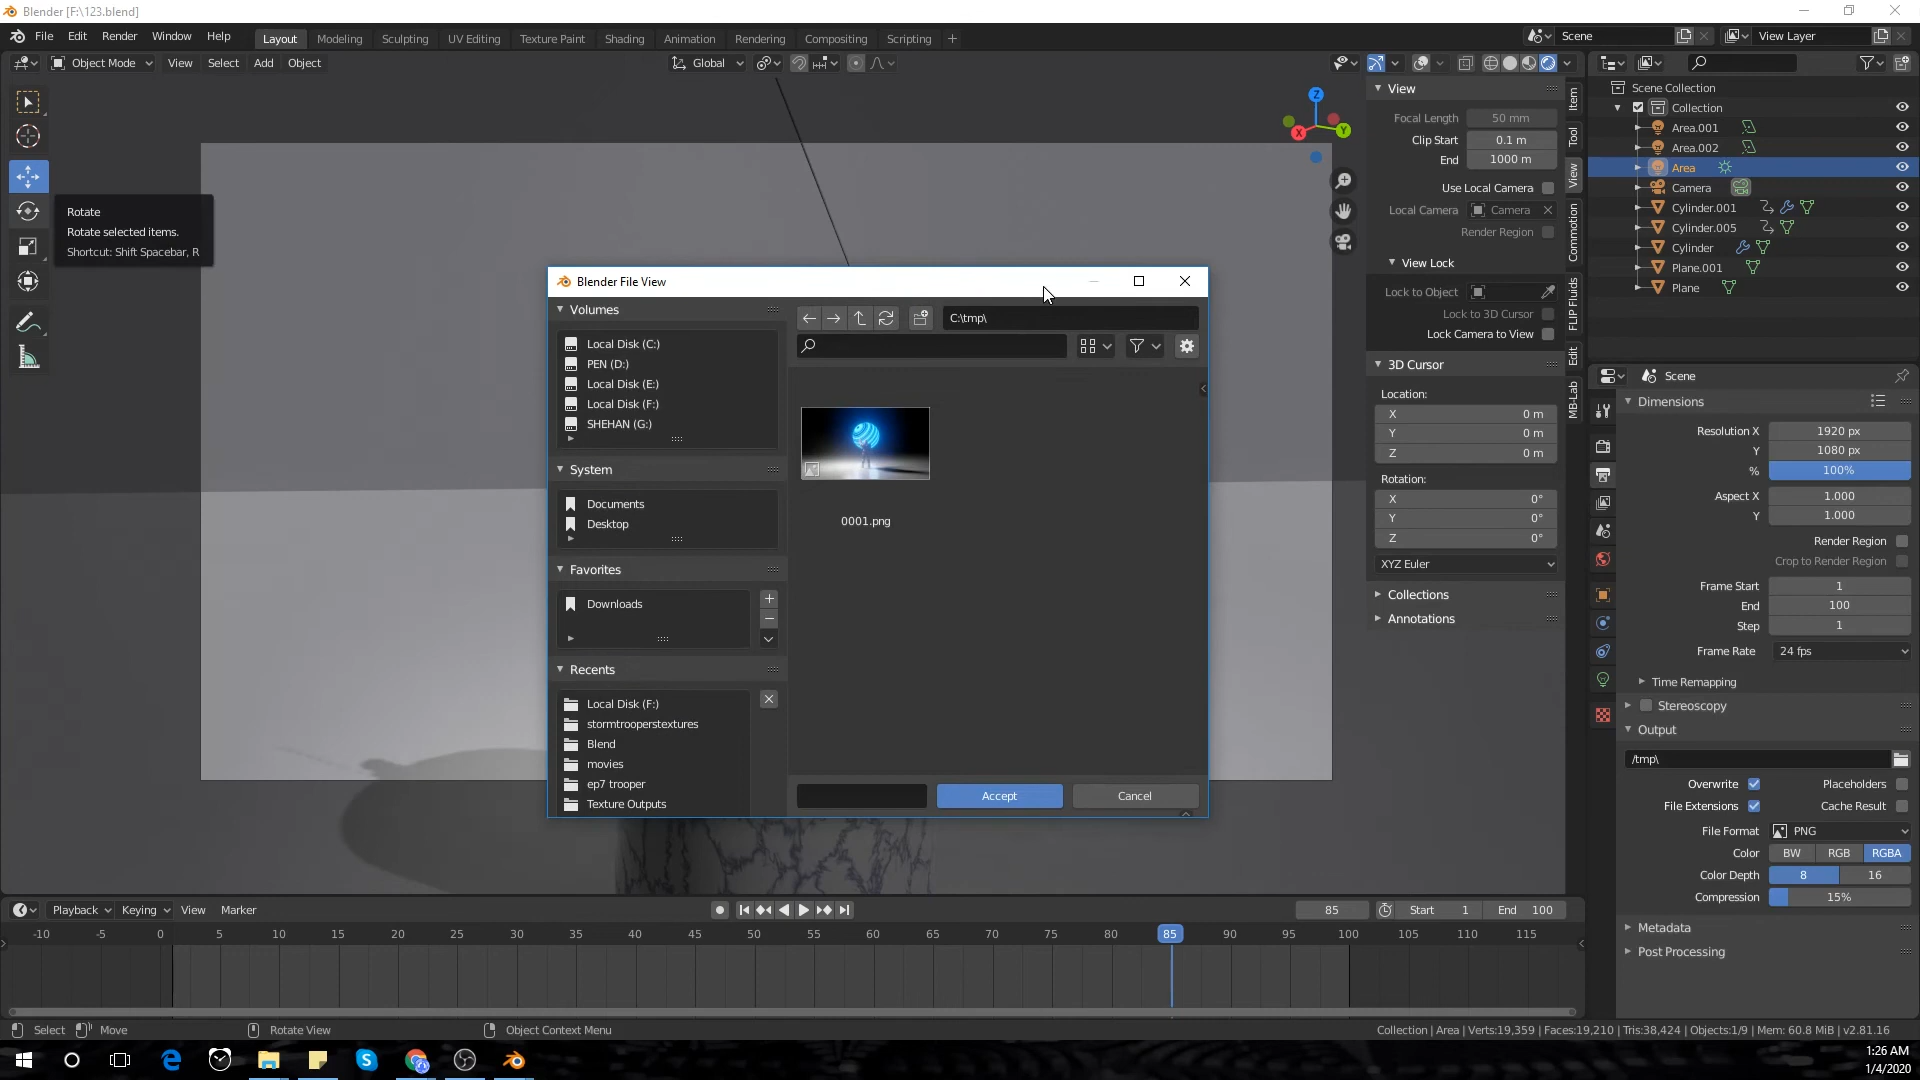 Blender [F:\123.blend]
File Edit Render Window Help
Layout Modeling Sculpting UV Editing Texture Paint Shading Animation Rendering Compositing Scripting +
Scene
View Layer
Object Mode View Select Add Object
Global
Rotate
Rotate selected items.
Shortcut: Shift Spacebar, R
Z
X
Y
View
Focal Length 50 mm
Clip Start 0.1 m
End 1000 m
Use Local Camera
Local Camera Camera
Render Region
View Lock
Lock to Object
Lock to 3D Cursor
Lock Camera to View
3D Cursor
Location:
X 0 m
Y 0 m
Z 0 m
Rotation:
X 0°
Y 0°
Z 0°
XYZ Euler
Collections
Annotations
Item
Tool
View
Commotion
FLIP Fluids
Edit
MB-Lab
Scene Collection
Collection
Area.001
Area.002
Area
Camera
Cylinder.001
Cylinder.005
Cylinder
Plane.001
Plane
Scene
Dimensions
Resolution X 1920 px
Y 1080 px
% 100%
Aspect X 1.000
Y 1.000
Render Region
Crop to Render Region
Frame Start 1
End 100
Step 1
Frame Rate 24 fps
Time Remapping
Stereoscopy
Output
/tmp\
Overwrite Placeholders
File Extensions Cache Result
File Format PNG
Color BW RGB RGBA
Color Depth 8 16
Compression 15%
Metadata
Post Processing
Blender File View
Volumes
Local Disk (C:)
PEN (D:)
Local Disk (E:)
Local Disk (F:)
SHEHAN (G:)
System
Documents
Desktop
Favorites
Downloads
Recents
Local Disk (F:)
stormtrooperstextures
Blend
movies
ep7 trooper
Texture Outputs
C:\tmp\
0001.png
Accept Cancel
Playback Keying View Marker
85 Start 1 End 100
-10 -5 0 5 10 15 20 25 30 35 40 45 50 55 60 65 70 75 80 85 90 95 100 105 110 115
Select Move Rotate View Object Context Menu
Collection | Area | Verts:19,359 | Faces:19,210 | Tris:38,424 | Objects:1/9 | Mem: 60.8 MiB | v2.81.16
1:26 AM
1/4/2020